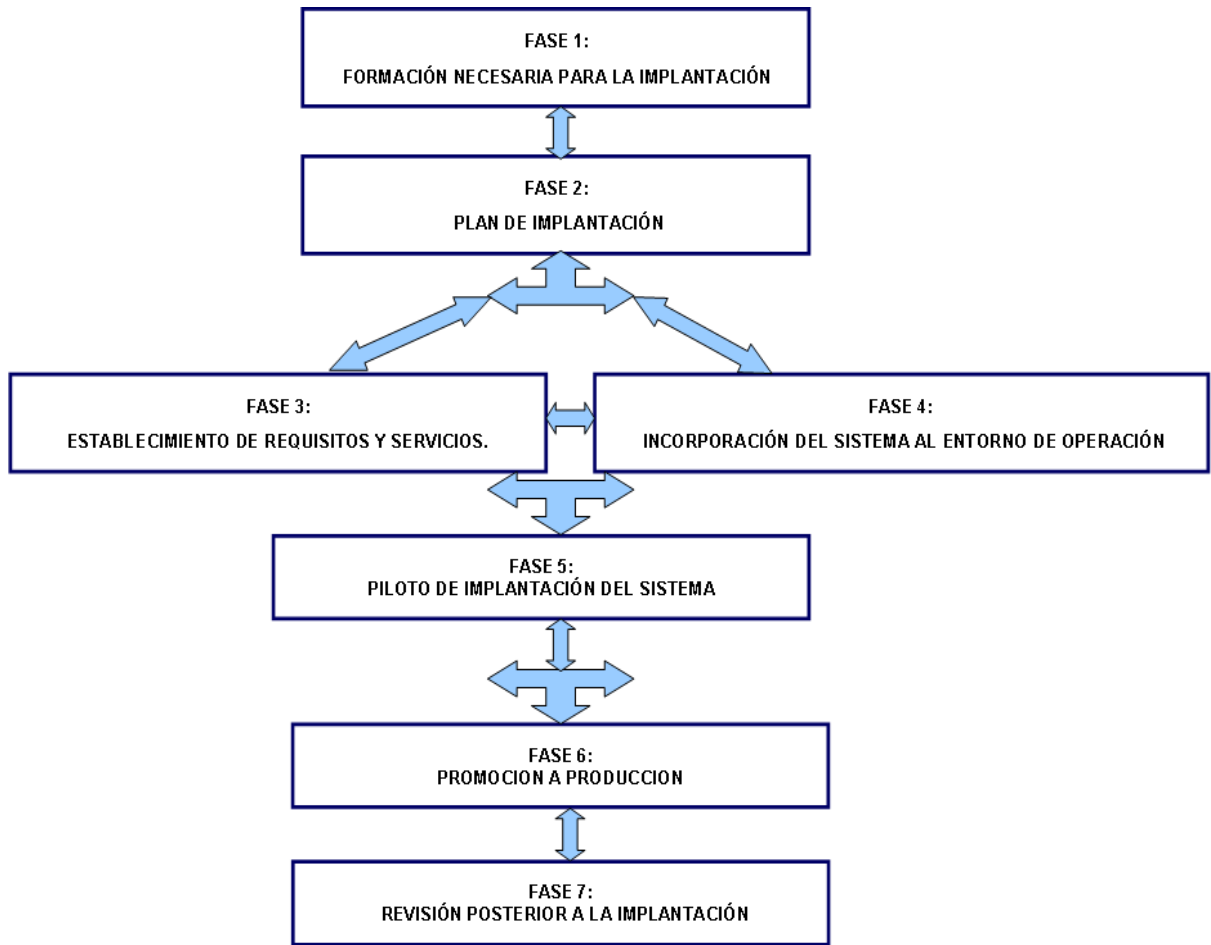 FASE 1:
FORMACIÓN NECESARIA PARA LA IMPLANTACIÓN
FASE 2:
PLAN DE IMPLANTACIÓN
FASE 3:
ESTABLECIMIENTO DE REQUISITOS Y SERVICIOS.
FASE 4:
INCORPORACIÓN DEL SISTEMA AL ENTORNO DE OPERACIÓN
FASE 5:
PILOTO DE IMPLANTACIÓN DEL SISTEMA
FASE 6:
PROMOCION A PRODUCCION
FASE 7:
REVISIÓN POSTERIOR A LA IMPLANTACIÓN